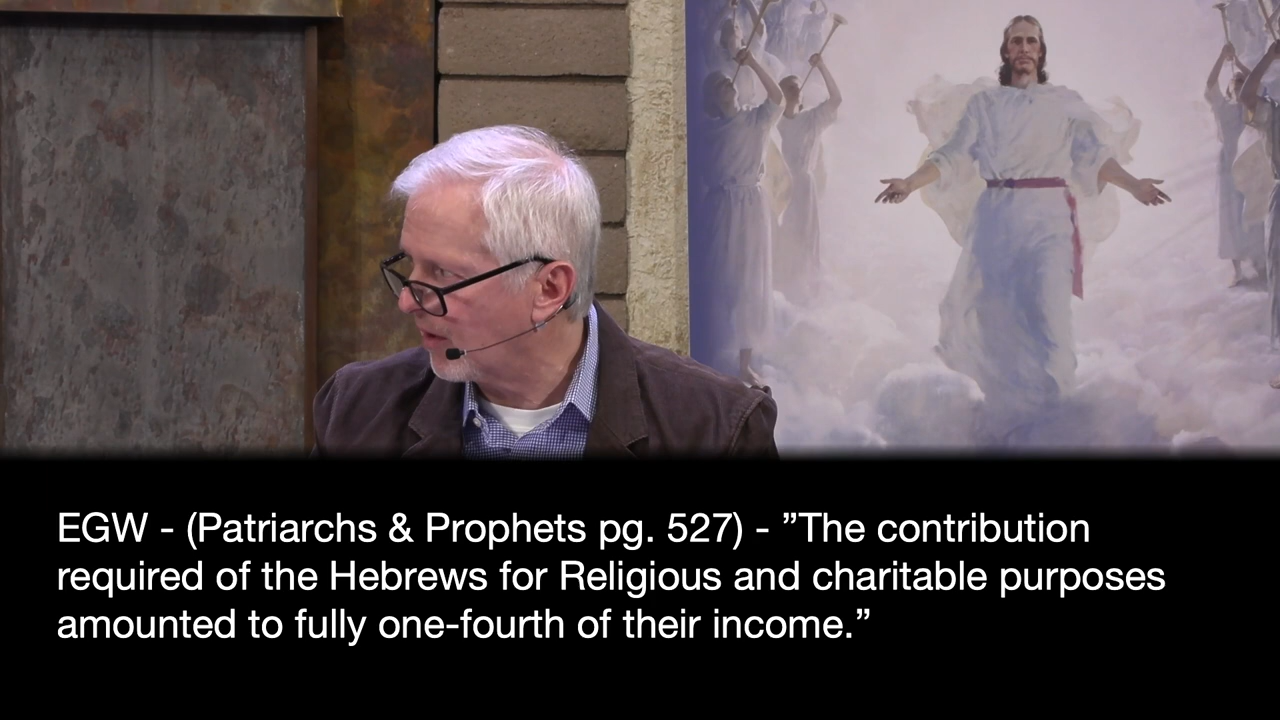 EGW - (Patriarchs & Prophets pg. 527) - ”The contribution
required of the Hebrews for Religious and charitable purposes
amounted to fully one-fourth of their income.”